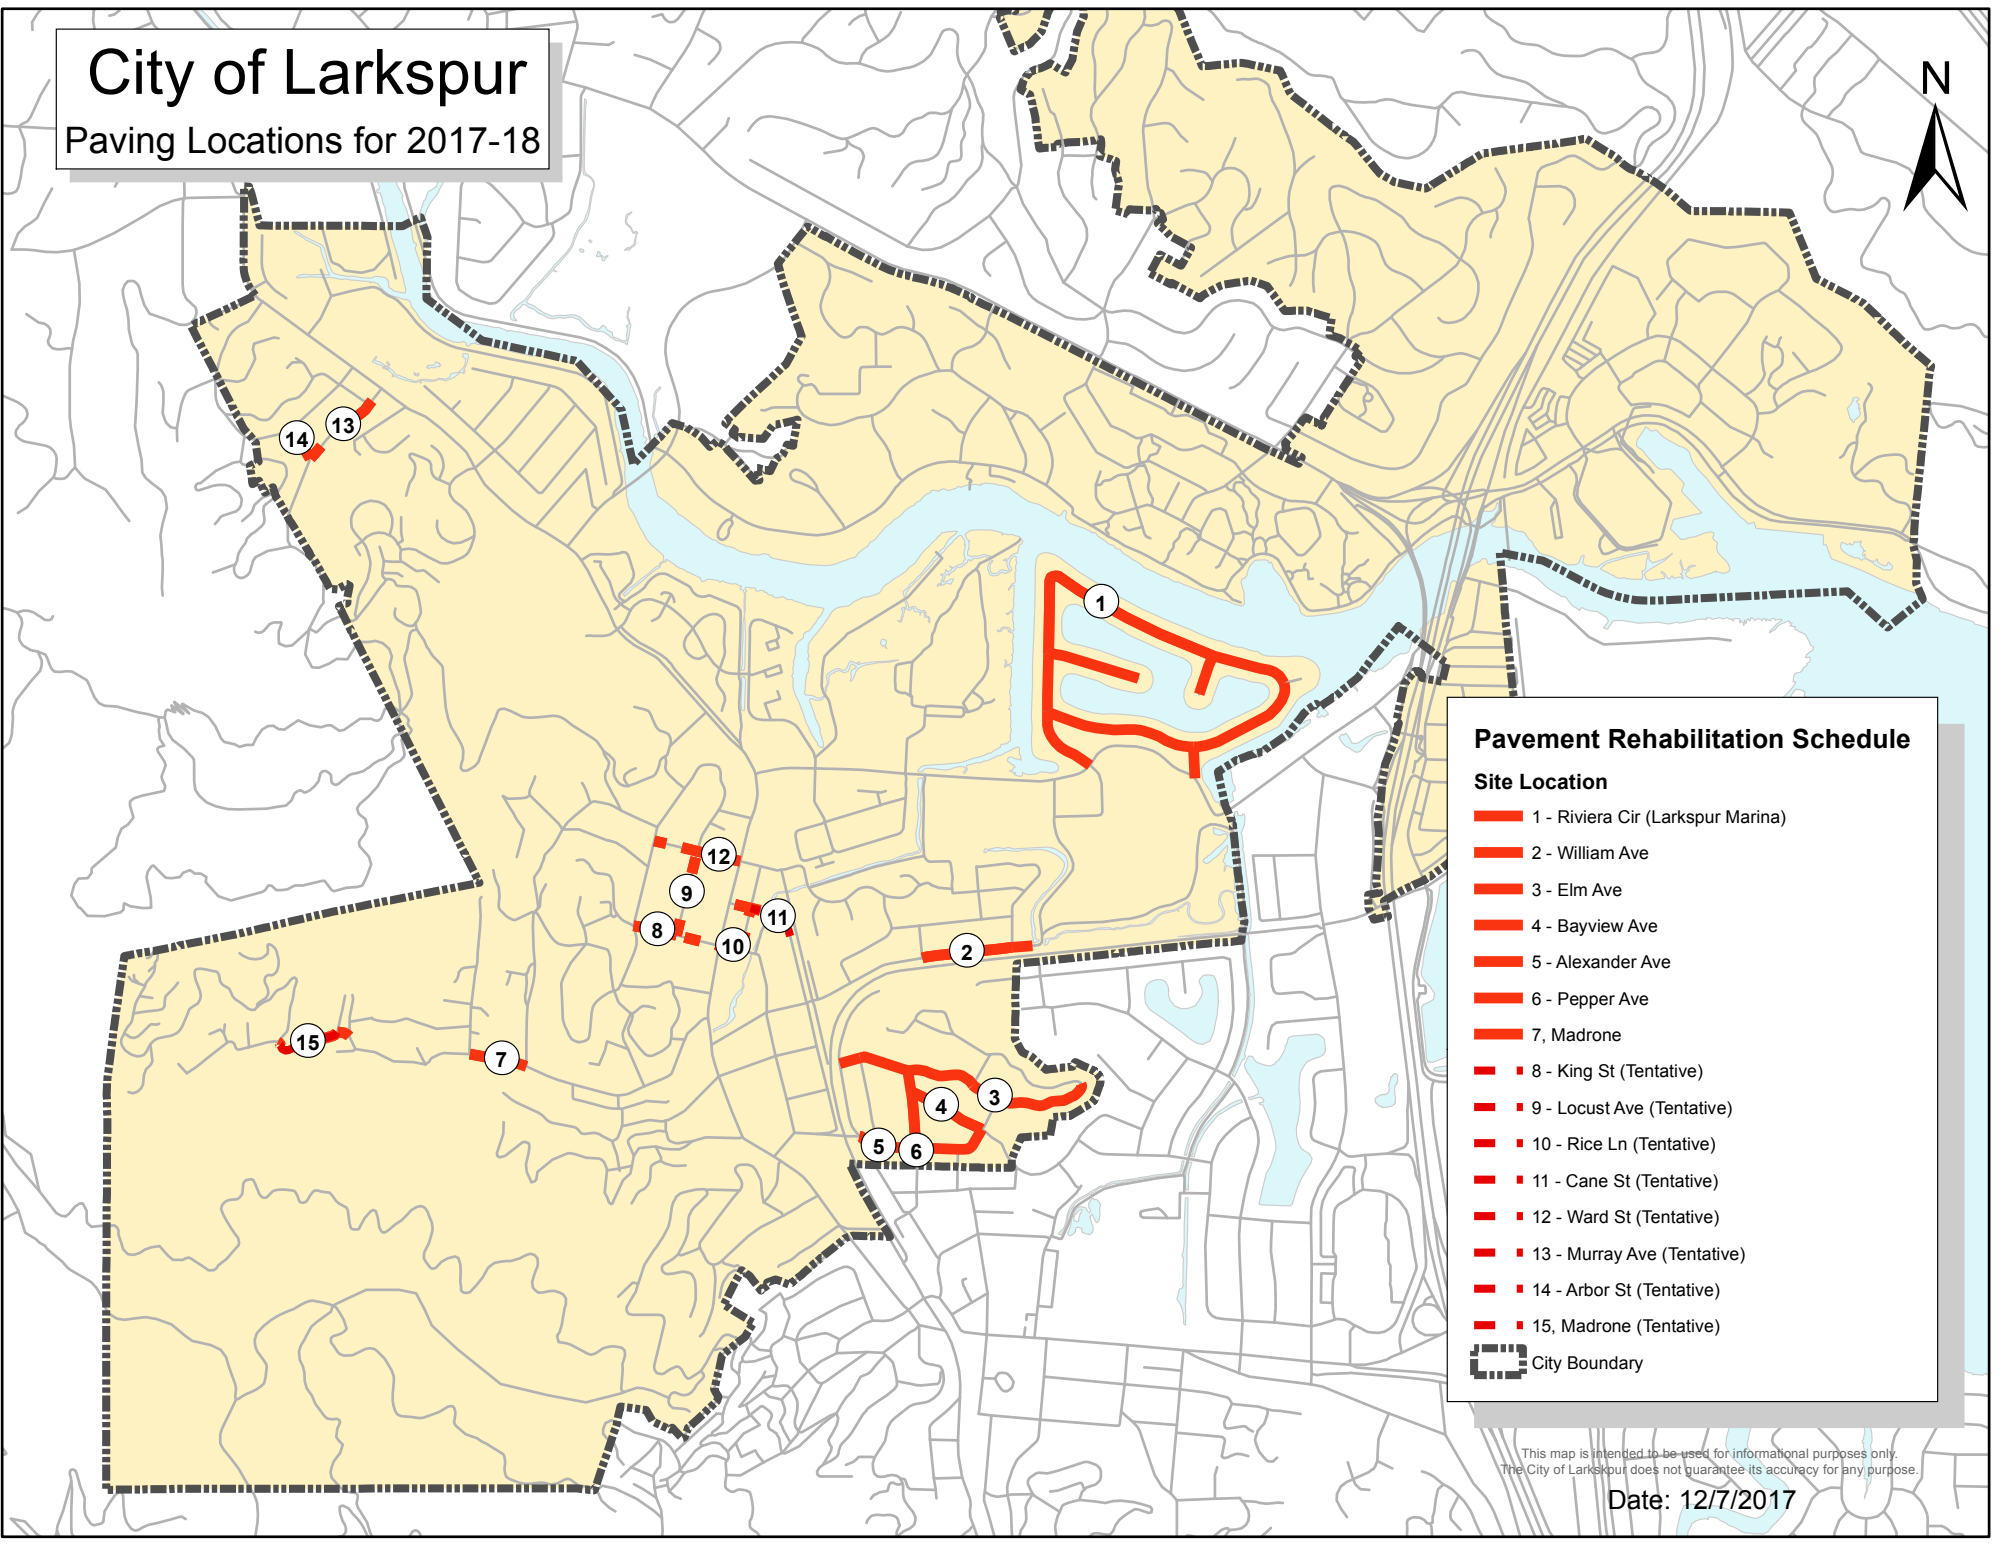 City of Larkspur
Paving Locations for 2017-18
N
14
13
1
12
9
11
8
10
2
15
7
3
4
5
6
Pavement Rehabilitation Schedule
Site Location
1 - Riviera Cir (Larkspur Marina)
2 - William Ave
3 - Elm Ave
4 - Bayview Ave
5 - Alexander Ave
6 - Pepper Ave
7, Madrone
8 - King St (Tentative)
9 - Locust Ave (Tentative)
10 - Rice Ln (Tentative)
11 - Cane St (Tentative)
12 - Ward St (Tentative)
13 - Murray Ave (Tentative)
14 - Arbor St (Tentative)
15, Madrone (Tentative)
City Boundary
This map is intended to be used for informational purposes only.
The City of Larkskpur does not guarantee its accuracy for any purpose.
Date: 12/7/2017